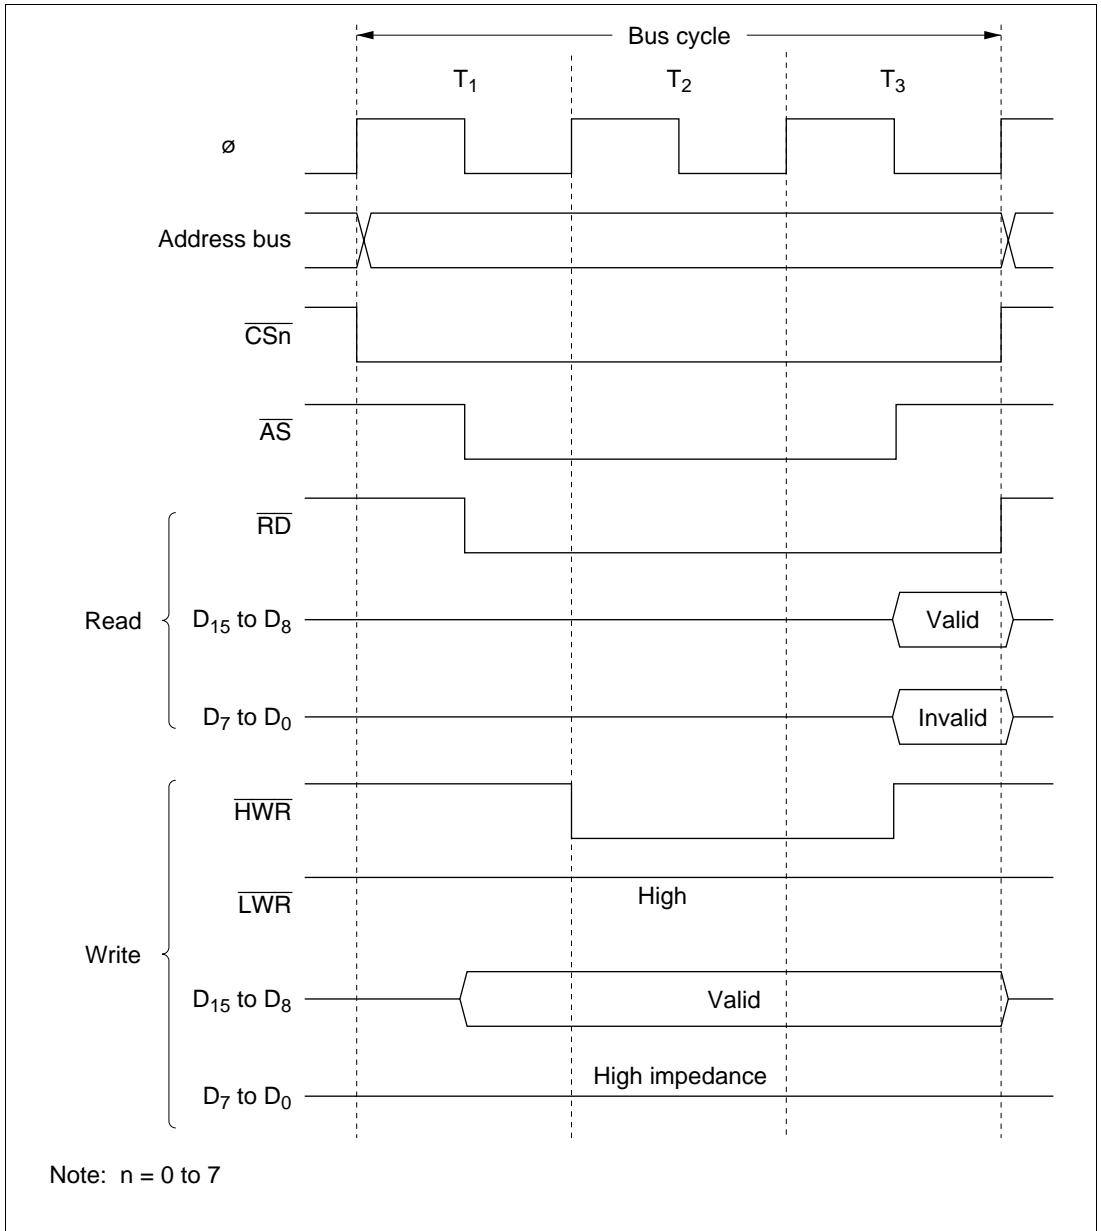 Bus cycle
T1 T2 T3
ø
Address bus
CSn
AS
RD
Read
D15 to D8 Valid
D7 to D0 Invalid
HWR
LWR High
Write
D15 to D8 Valid
High impedance
D7 to D0
Note: n = 0 to 7